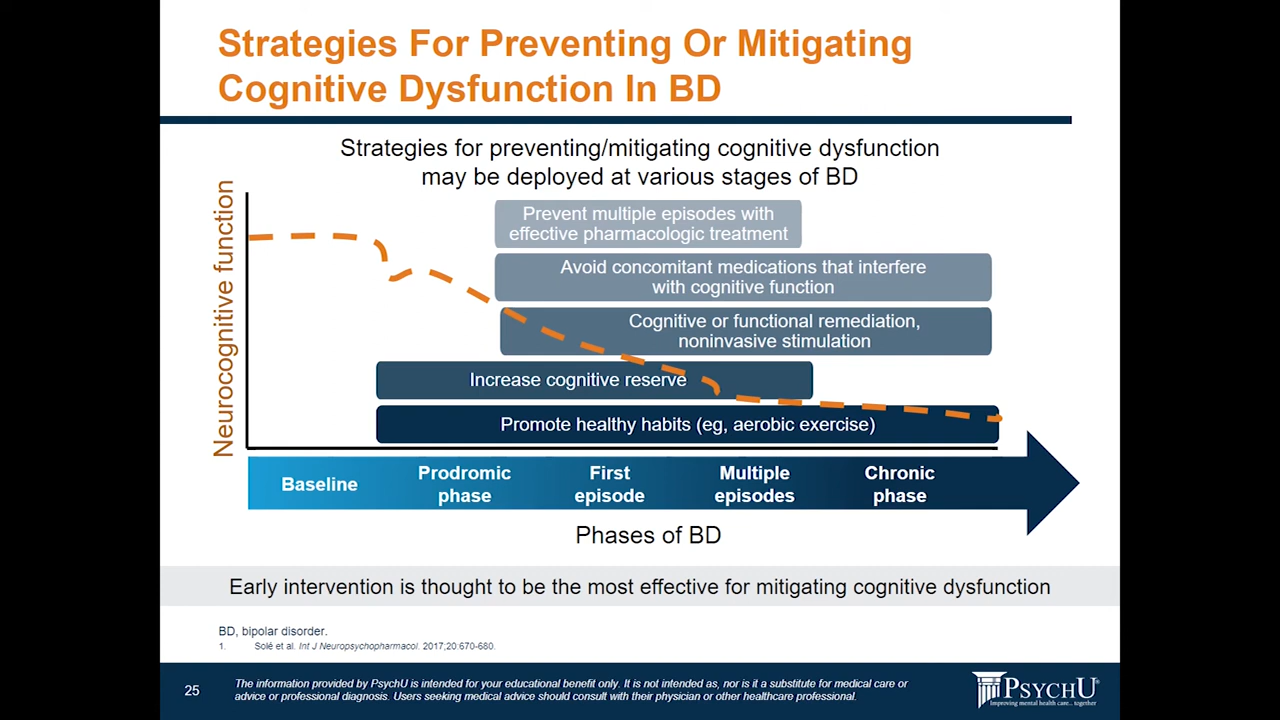 Strategies For Preventing Or Mitigating
Cognitive Dysfunction In BD
Strategies for preventing/mitigating cognitive dysfunction
may be deployed at various stages of BD
Neurocognitive function
Prevent multiple episodes with
effective pharmacologic treatment
Avoid concomitant medications that interfere
with cognitive function
Cognitive or functional remediation,
noninvasive stimulation
Increase cognitive reserve
Promote healthy habits (eg, aerobic exercise)
Baseline
Prodromic
phase
First
episode
Multiple
episodes
Chronic
phase
Phases of BD
Early intervention is thought to be the most effective for mitigating cognitive dysfunction
BD, bipolar disorder.
1. Solé et al. Int J Neuropsychopharmacol. 2017;20:670-680.
25
The information provided by PsychU is intended for your educational benefit only. It is not intended as, nor is it a substitute for medical care or
advice or professional diagnosis. Users seeking medical advice should consult with their physician or other healthcare professional.
PSYCHU®
Improving mental health care... together